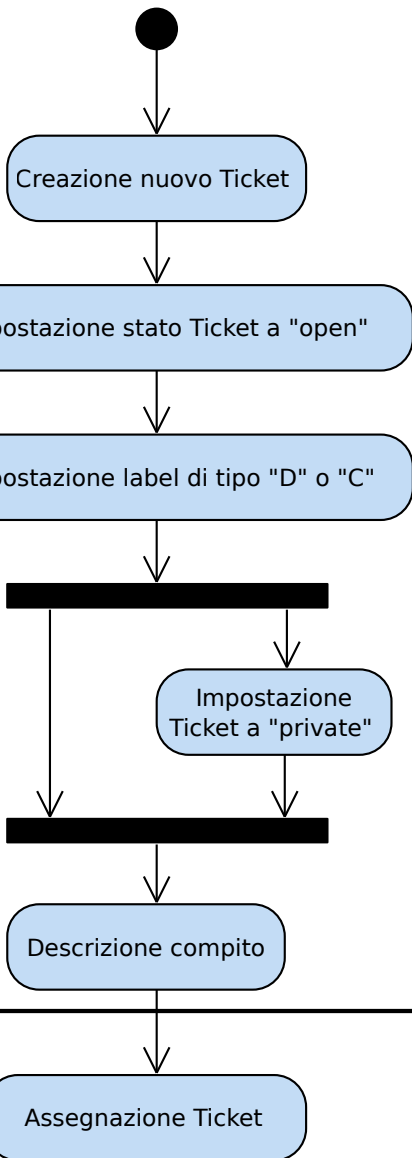 Creazione nuovo Ticket
postazione stato Ticket a "open"
postazione label di tipo "D" o "C"
Impostazione
Ticket a "private"
Descrizione compito
Assegnazione Ticket